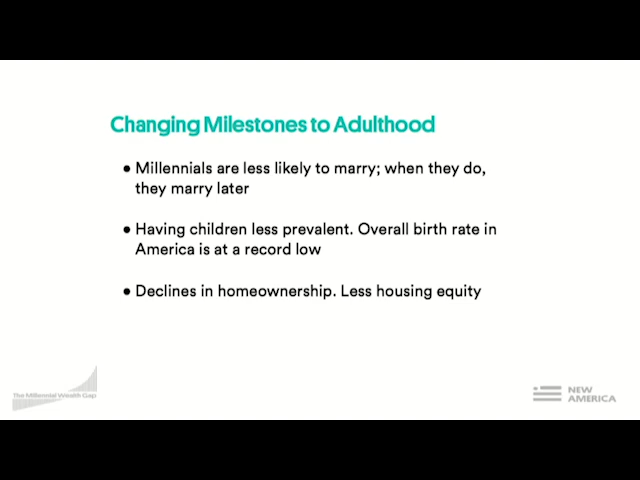 Changing Milestones to Adulthood
● Millennials are less likely to marry; when they do,
they marry later
● Having children less prevalent. Overall birth rate in
America is at a record low
● Declines in homeownership. Less housing equity
The Millennial Wealth Gap
NEW
AMERICA